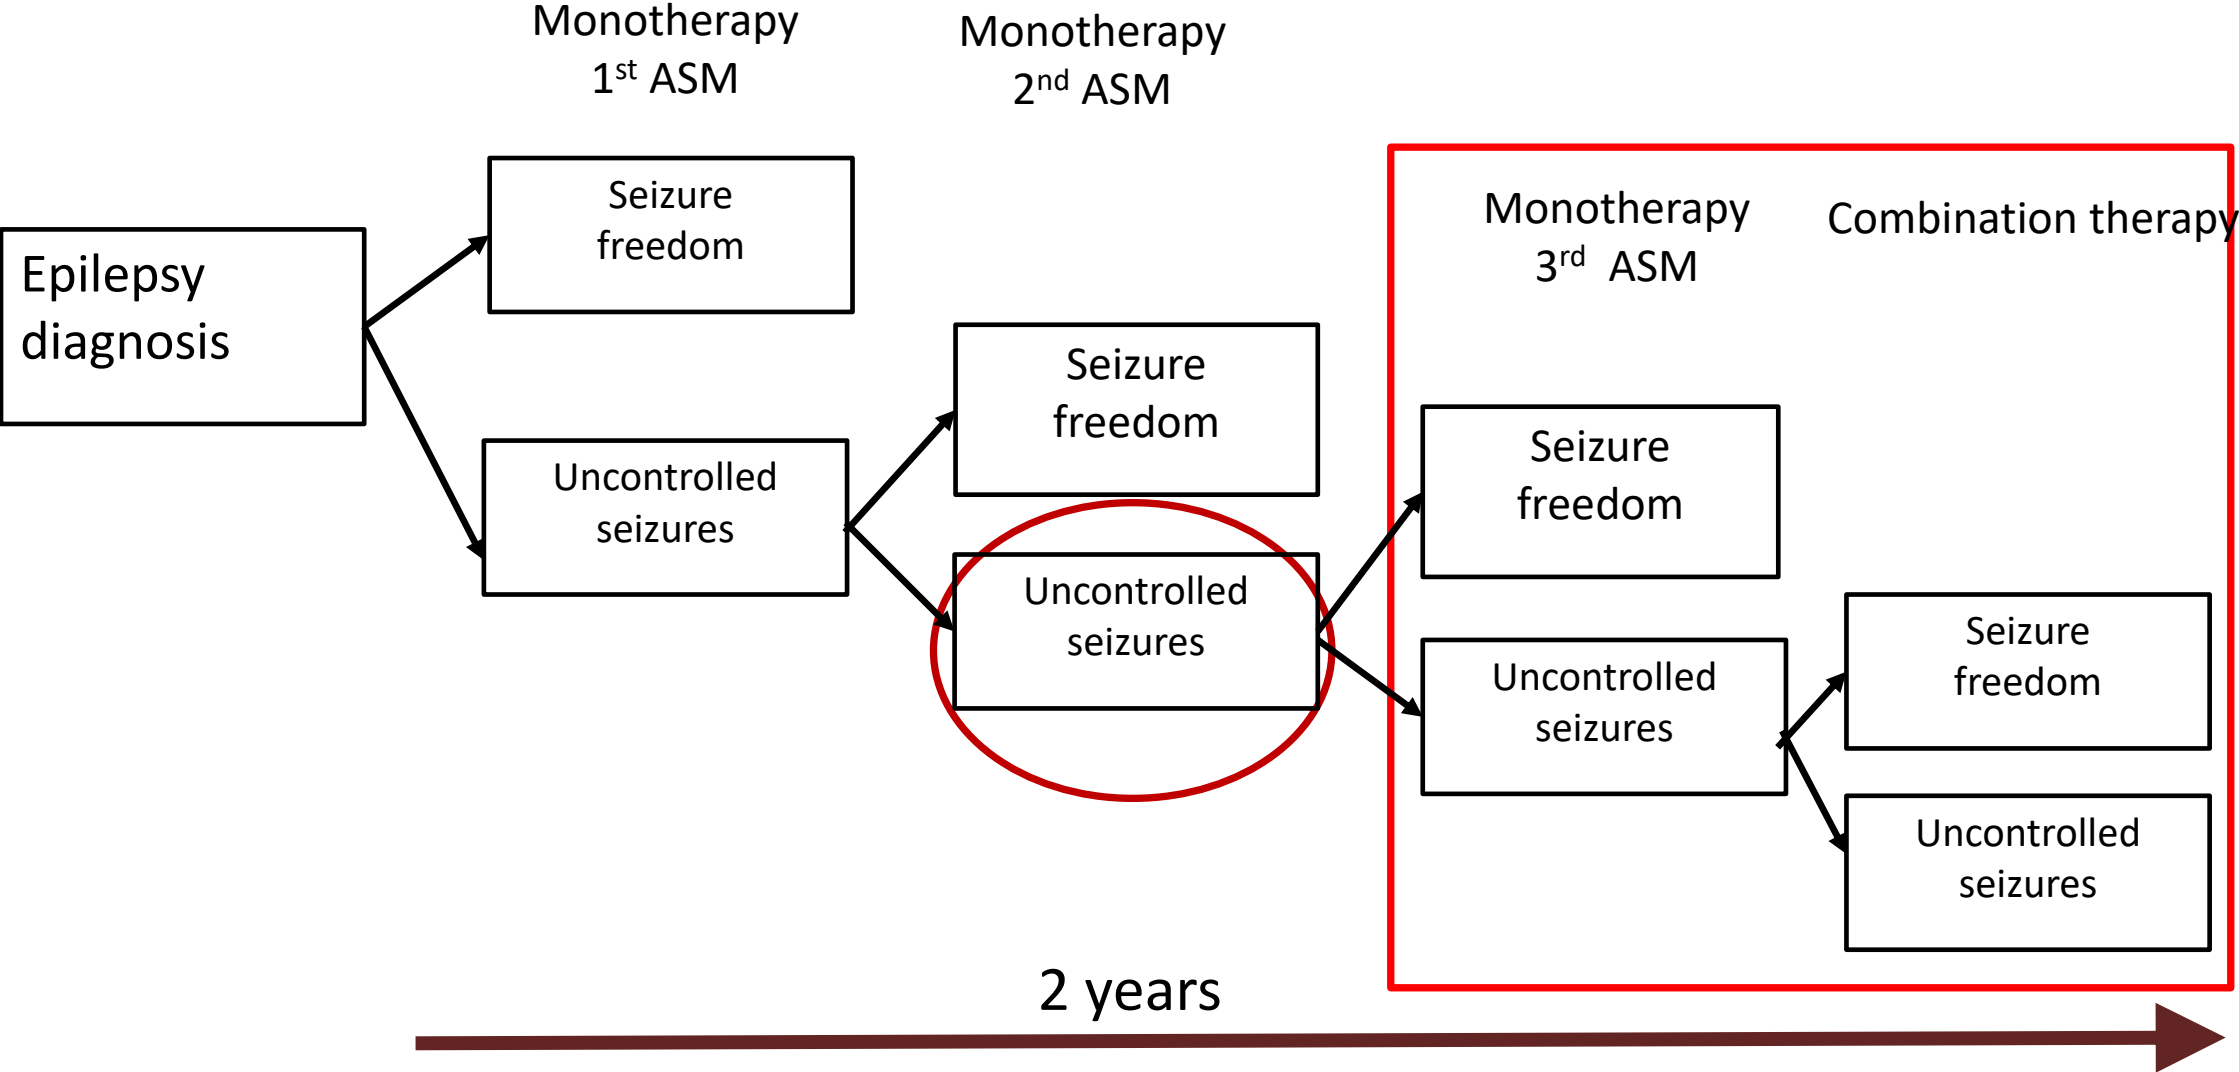 Monotherapy
1st ASM
Monotherapy
2nd ASM
Monotherapy
3rd ASM
Combination therapy
Epilepsy
diagnosis
Seizure
freedom
Uncontrolled
seizures
Seizure
freedom
Uncontrolled
seizures
Seizure
freedom
Uncontrolled
seizures
Seizure
freedom
Uncontrolled
seizures
2 years